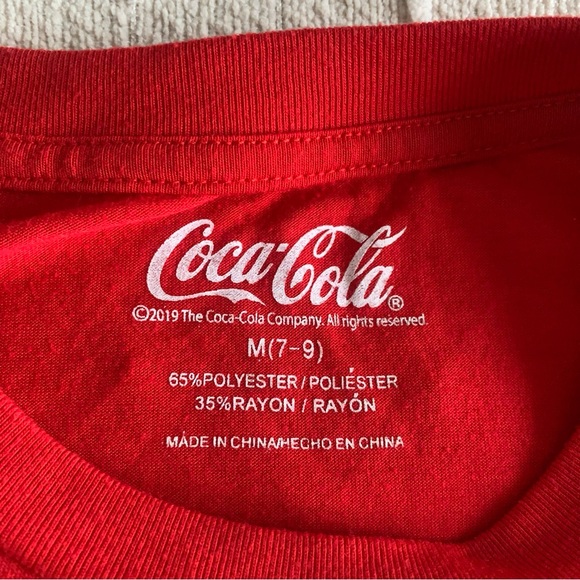 Coca-Cola®
©2019 The Coca-Cola Company. All rights reserved.
M(7-9)
65%POLYESTER/POLIÉSTER
35%RAYON / RAYÓN
MADE IN CHINA/HECHO EN CHINA